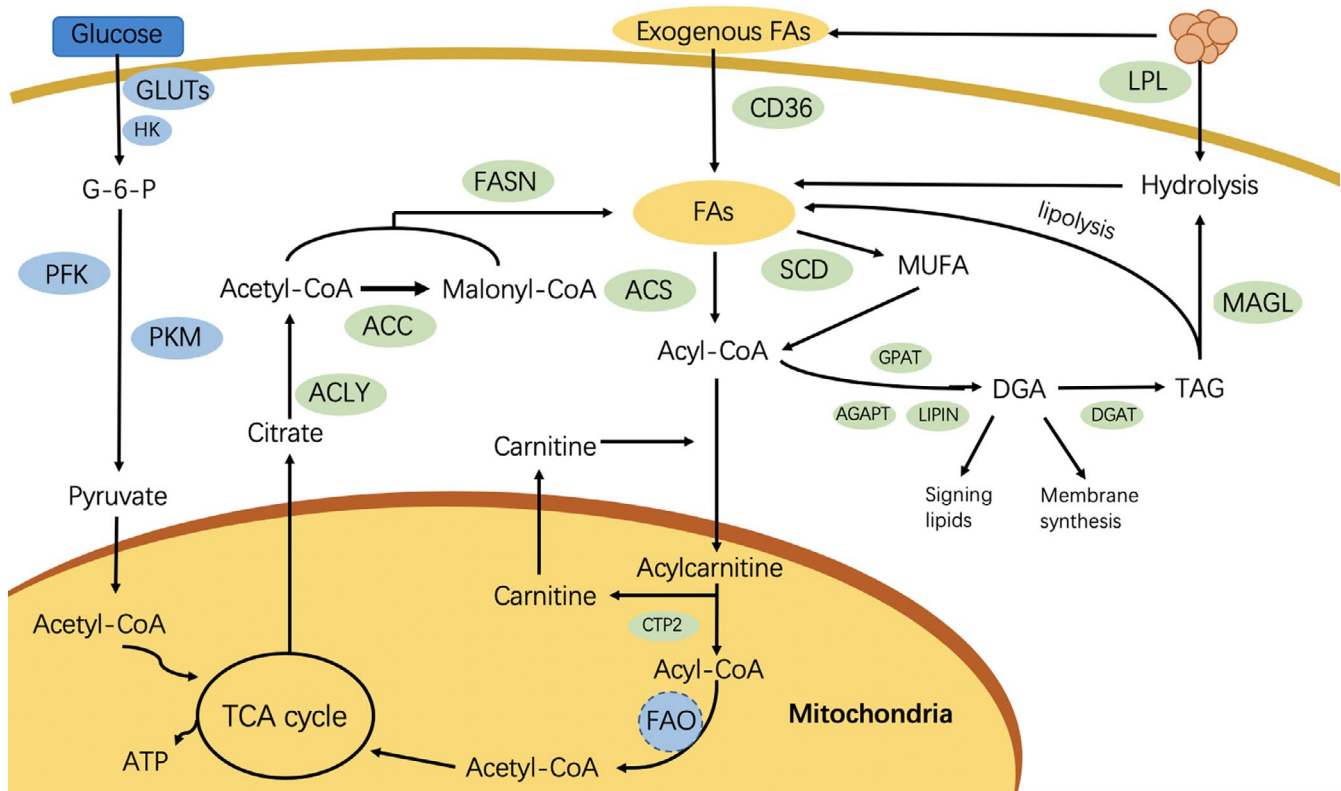 Glucose
Exogenous FAs
GLUTs
LPL
HK
CD36
G-6-P
FASN
FAs
Hydrolysis
lipolysis
PFK
PKM
Acetyl-CoA
Malonyl-CoA
ACS
SCD
MUFA
MAGL
ACC
Acyl-CoA
GPAT
ACLY
AGAPT
LIPIN
DGA
DGAT
TAG
Citrate
Carnitine
Pyruvate
Signing
lipids
Membrane
synthesis
Acylcarnitine
Carnitine
CTP2
Acetyl-CoA
Acyl-CoA
FAO
TCA cycle
Mitochondria
ATP
Acetyl-CoA